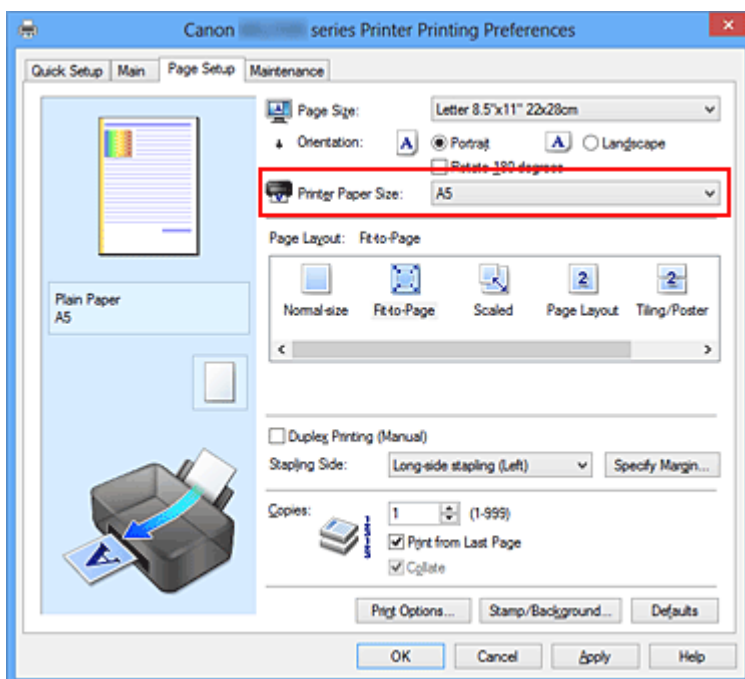 Canon series Printer Printing Preferences
Quick Setup Main Page Setup Maintenance
Page Size: Letter 8.5"x11" 22x28cm
Orientation: A Portrait A Landscape
Rotate 180 degrees
Printer Paper Size: A5
Page Layout: Fit-to-Page
Normal-size Fit-to-Page Scaled Page Layout Tiling/Poster
Plain Paper
A5
Duplex Printing (Manual)
Stapling Side: Long-side stapling (Left) Specify Margin...
Copies: 1 (1-999)
Print from Last Page
Collate
Print Options... Stamp/Background... Defaults
OK Cancel Apply Help